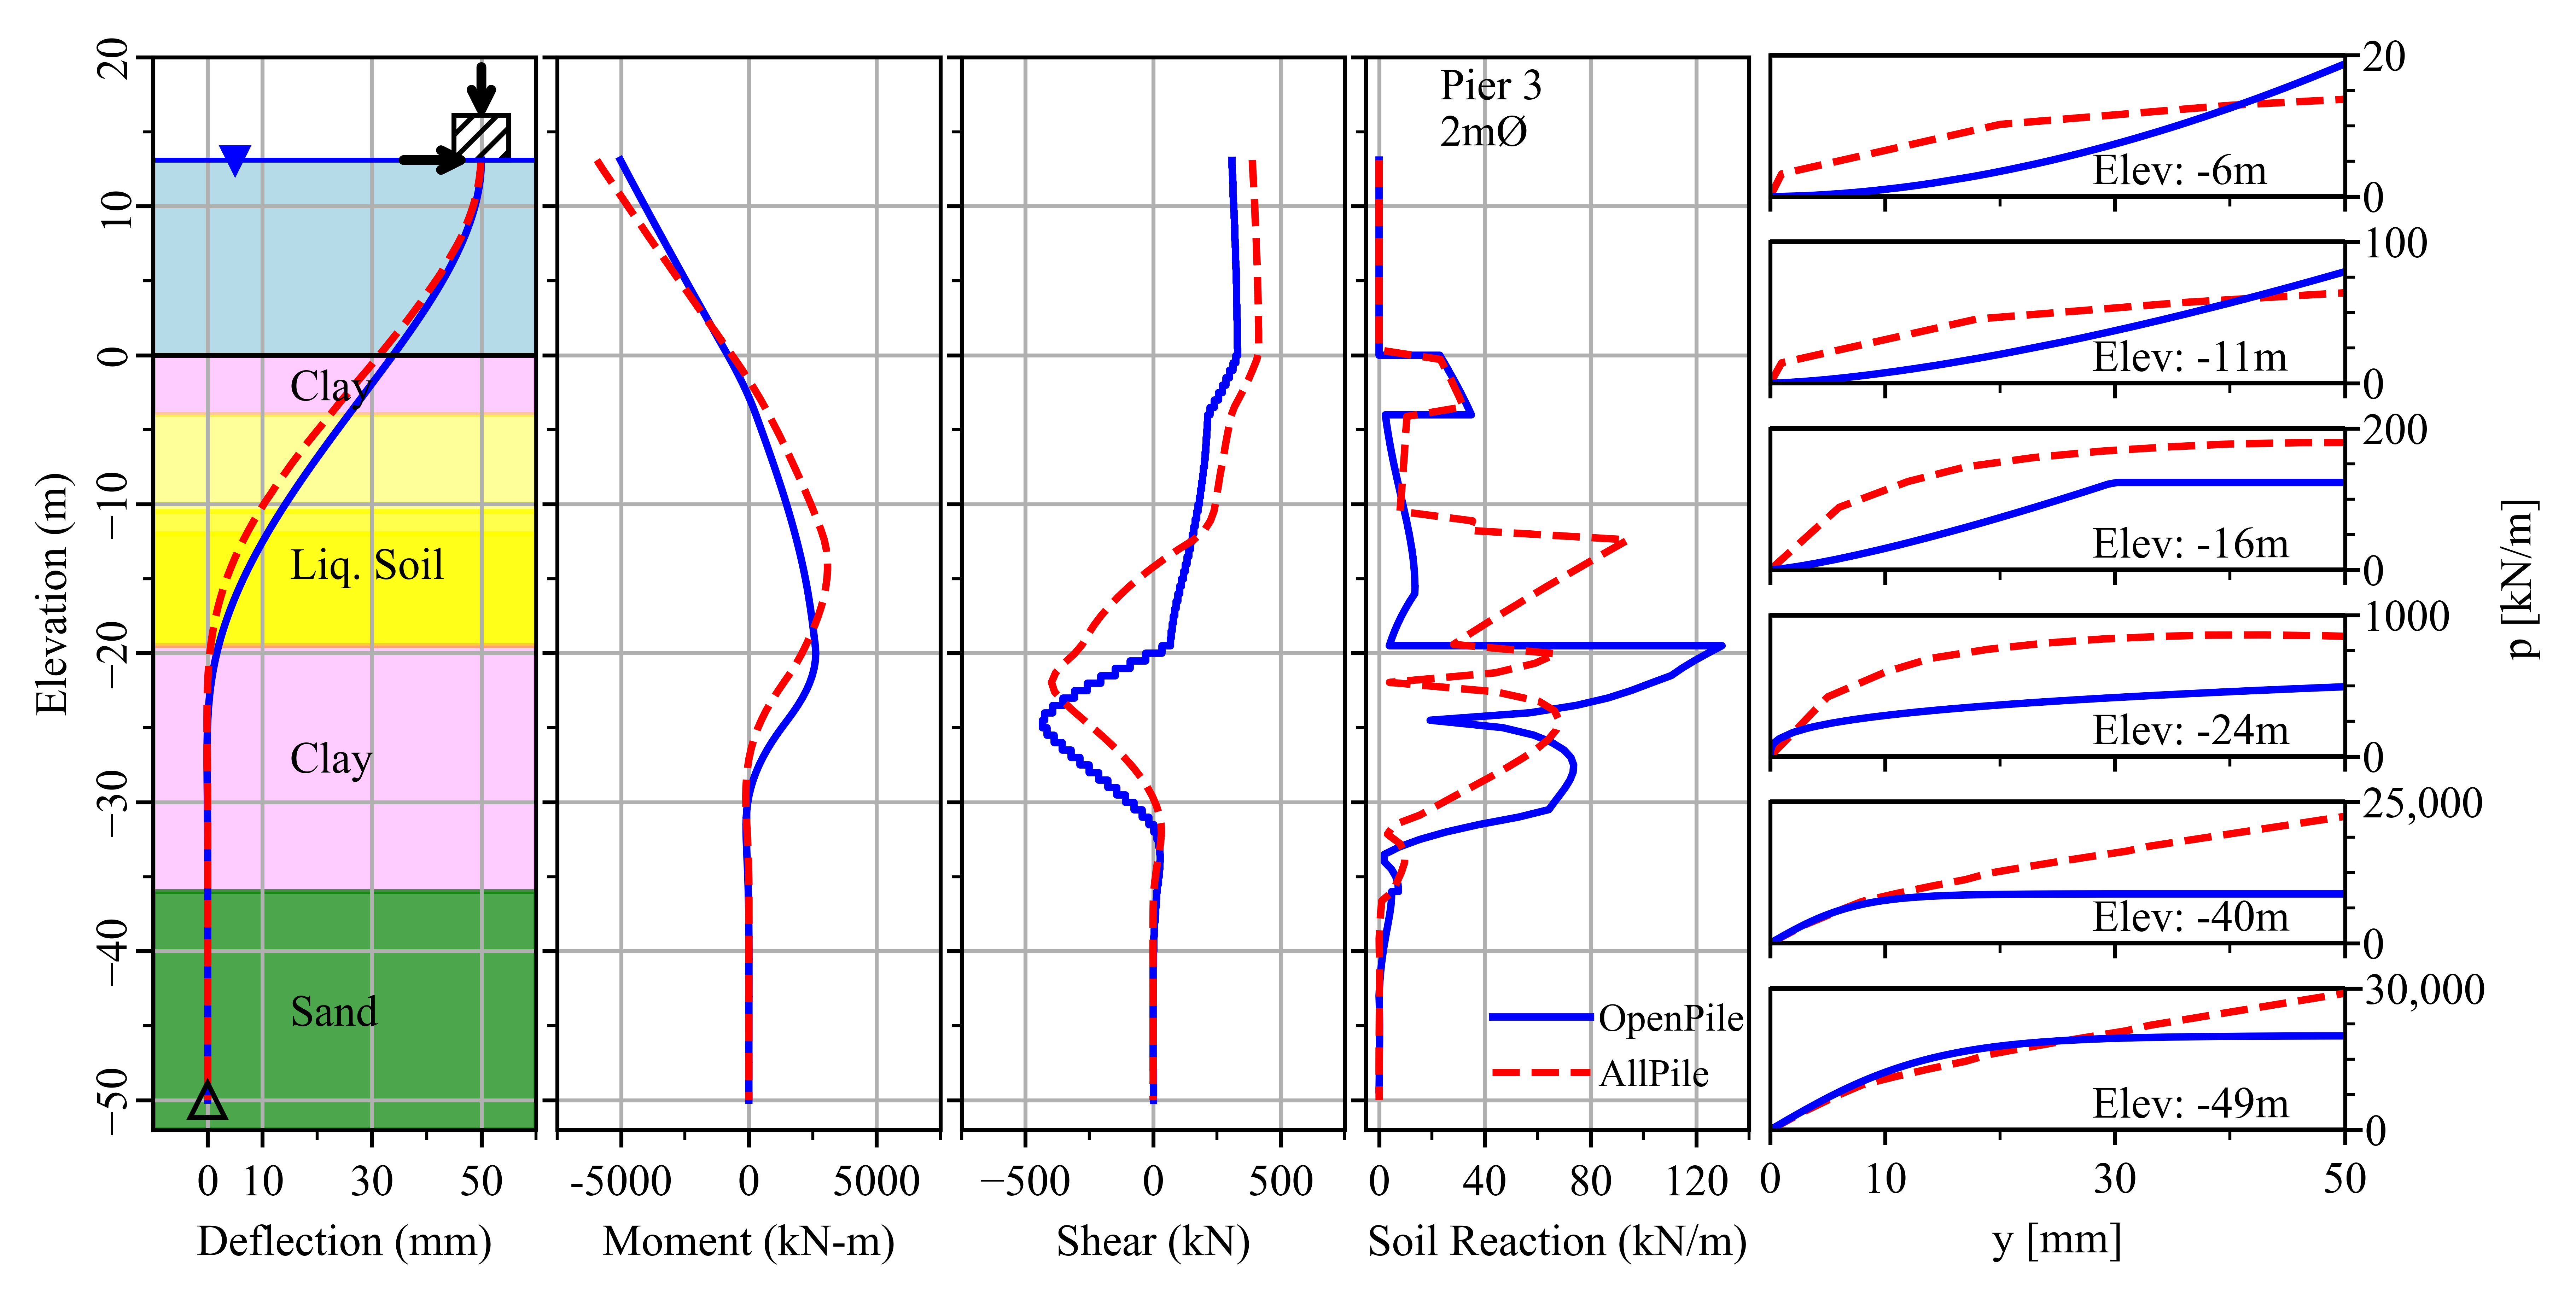 Elevation (m)
20
10
0
−10
−20
−30
−40
−50
Clay
Liq. Soil
Clay
Sand
0 10 30 50
Deflection (mm)
-5000 0 5000
Moment (kN-m)
−500 0 500
Shear (kN)
Pier 3
2mØ
OpenPile
AllPile
0 40 80 120
Soil Reaction (kN/m)
20
Elev: -6m
0
100
Elev: -11m
0
200
Elev: -16m
0
1000
Elev: -24m
0
25,000
Elev: -40m
0
30,000
Elev: -49m
0
0 10 30 50
y [mm]
p [kN/m]